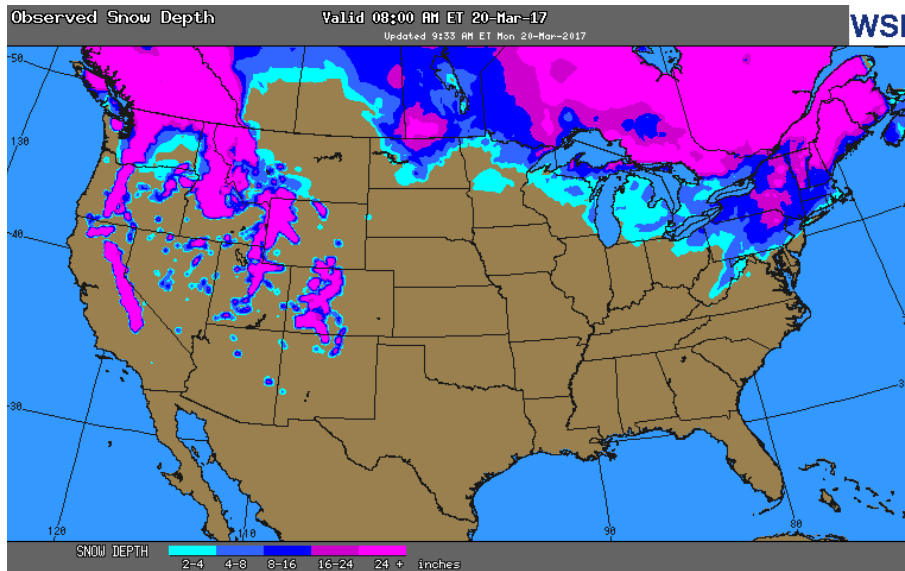 Observed Snow Depth
Valid 08:00 AM ET 20-Mar-17
Updated 9:33 AM ET Mon 20-Mar-2017
WSI
50
130
40
30
120
110
90
80
SNOW DEPTH
2-4 4-8 8-16 16-24 24 + inches